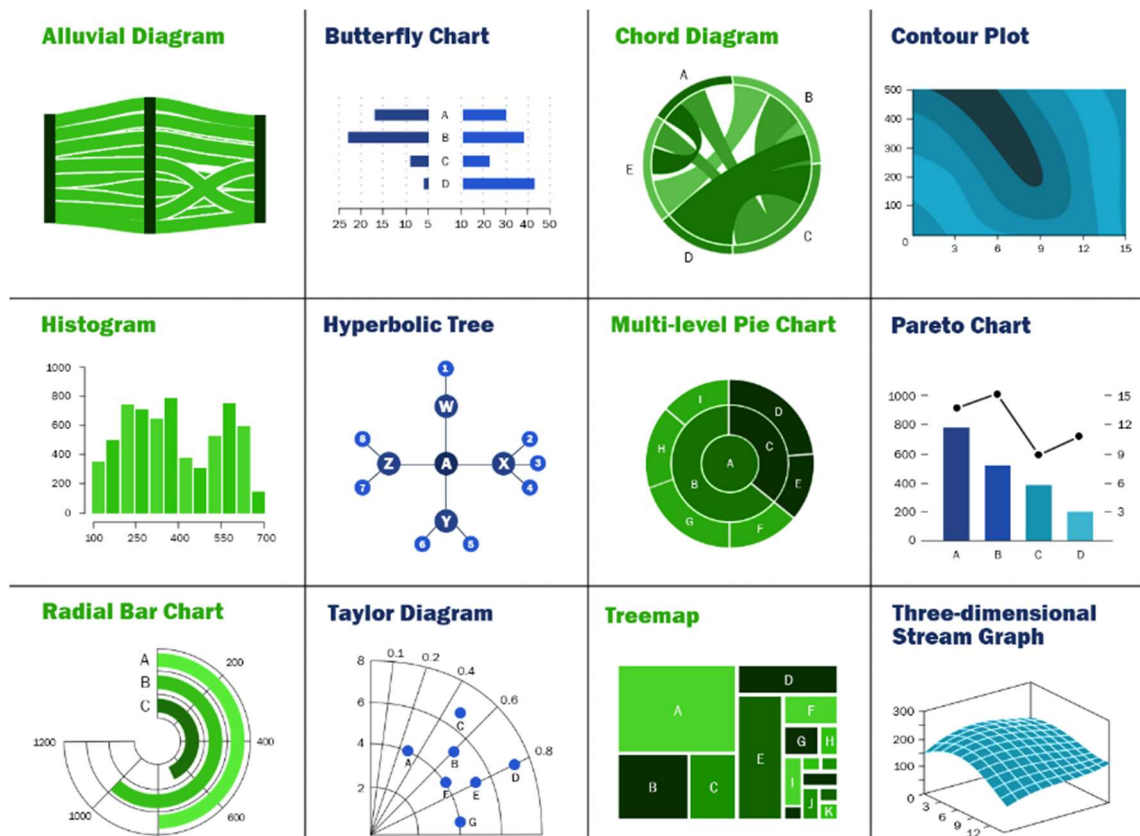 Alluvial Diagram
Butterfly Chart
A
B
C
D
25 20 15 10 5 10 20 30 40 50
Chord Diagram
A
B
E
C
D
Contour Plot
500
400
300
200
100
0
3 6 9 12 15
Histogram
1000
800
600
400
200
0
100 250 400 550 700
Hyperbolic Tree
1
W
8 2
Z A X 3
7 4
Y
6 5
Multi-level Pie Chart
I D
C
H A
B E
G F
Pareto Chart
1000 15
800 12
600 9
400 6
200 3
0
A B C D
Radial Bar Chart
A
B
C
200
1200 400
1000 600
Taylor Diagram
8 0.1 0.2 0.4
6 0.6
C
4 0.8
A B
D
2 F E
G
Treemap
D
A F
G H
E
B C I
J
K
Three-dimensional
Stream Graph
300
200
100
0
3
6
9
12